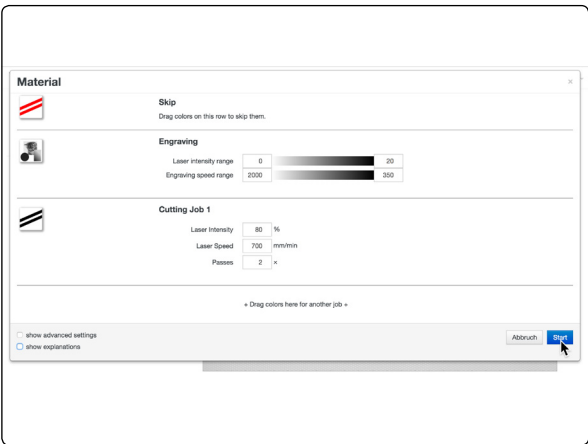 Material
×
Skip
Drag colors on this row to skip them.
Engraving
Laser intensity range 0 20
Engraving speed range 2000 350
Cutting Job 1
Laser Intensity 80 %
Laser Speed 700 mm/min
Passes 2 ×
+ Drag colors here for another job +
show advanced settings
show explanations
Abbruch Start